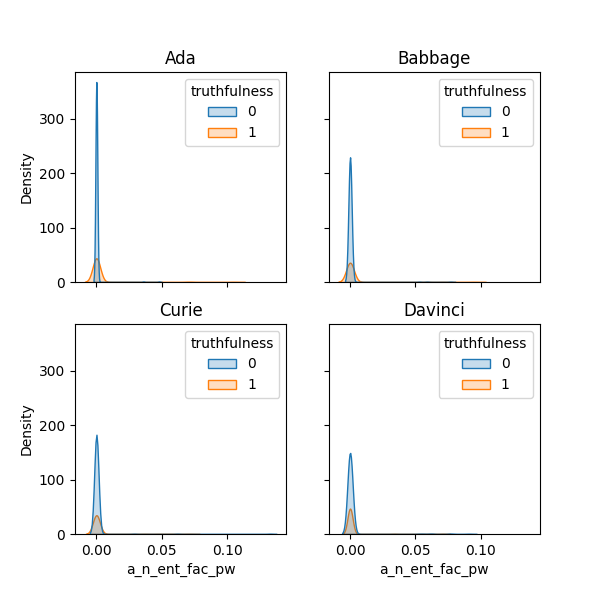 Ada
Babbage
truthfulness
0
1
truthfulness
0
1
Density
300
200
100
0
Curie
Davinci
truthfulness
0
1
truthfulness
0
1
Density
300
200
100
0
0.00 0.05 0.10
0.00 0.05 0.10
a_n_ent_fac_pw
a_n_ent_fac_pw